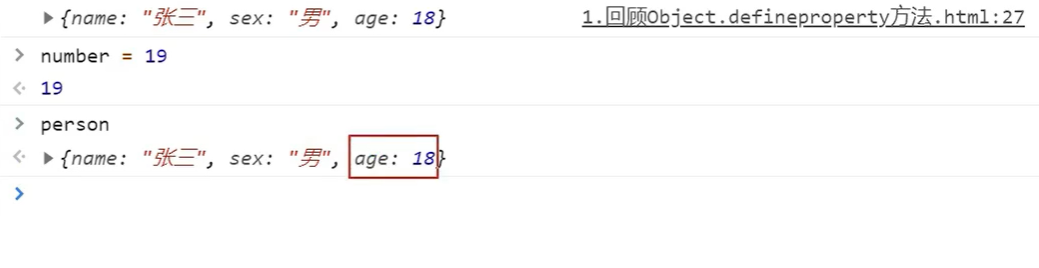 ▶{name: "张三", sex: "男", age: 18} 1.回顾Object.defineproperty方法.html:27
> number = 19
<· 19
> person
<· ▶{name: "张三", sex: "男", age: 18}
>